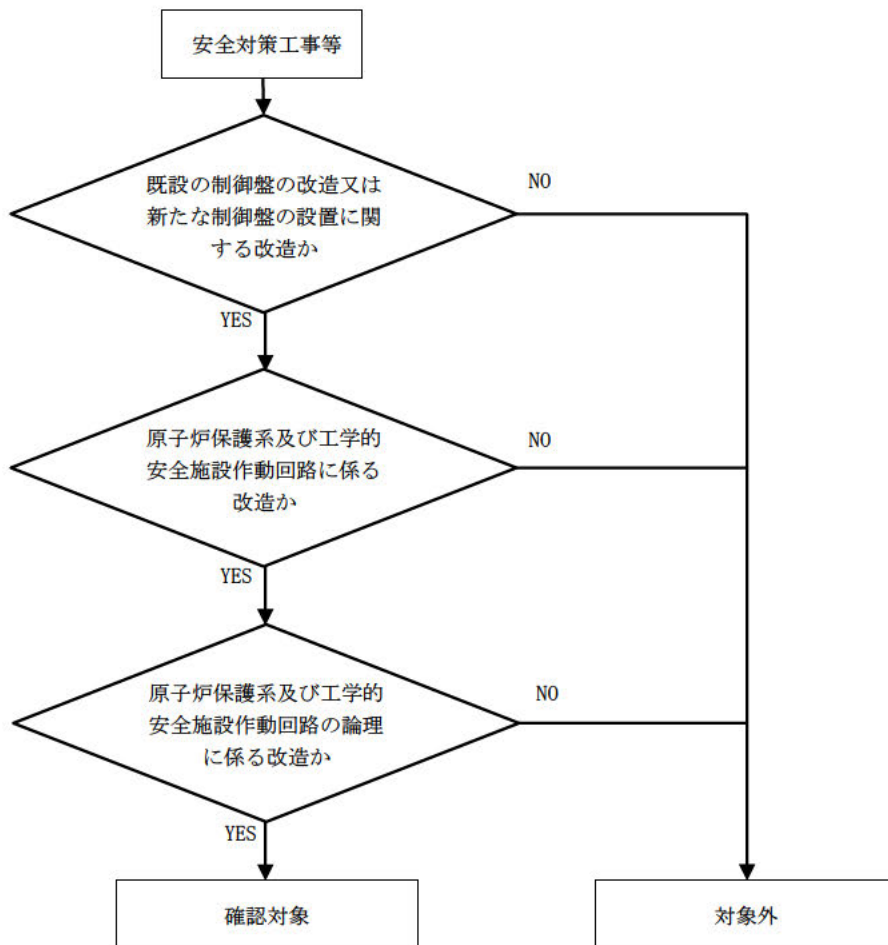 安全対策工事等
既設の制御盤の改造又は
新たな制御盤の設置に関
する改造か
NO
YES
原子炉保護系及び工学的
安全施設作動回路に係る
改造か
NO
YES
原子炉保護系及び工学的
安全施設作動回路の論理
に係る改造か
NO
YES
確認対象
対象外